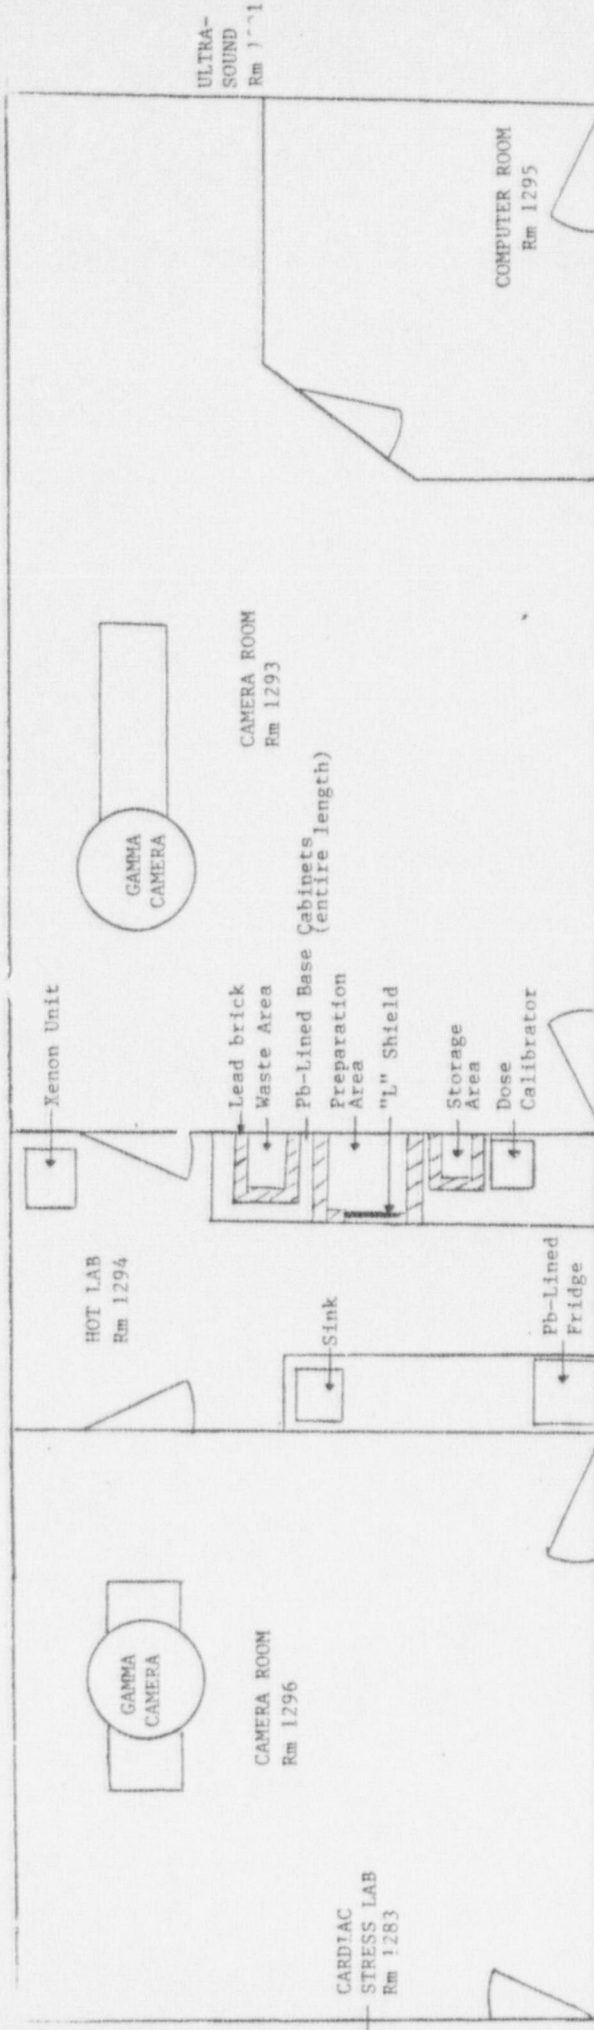 ULTRA-
SOUND
Rm
COMPUTER ROOM
Rm 1295
CAMERA ROOM
Rm 1293
GAMMA
CAMERA
Xenon Unit
Lead brick
Waste Area
Pb-Lined Base Cabinets
(entire length)
Preparation
Area
"L" Shield
Storage
Area
Dose
Calibrator
HOT LAB
Rm 1294
Sink
Pb-Lined
Fridge
GAMMA
CAMERA
CAMERA ROOM
Rm 1296
CARDIAC
STRESS LAB
Rm 1283